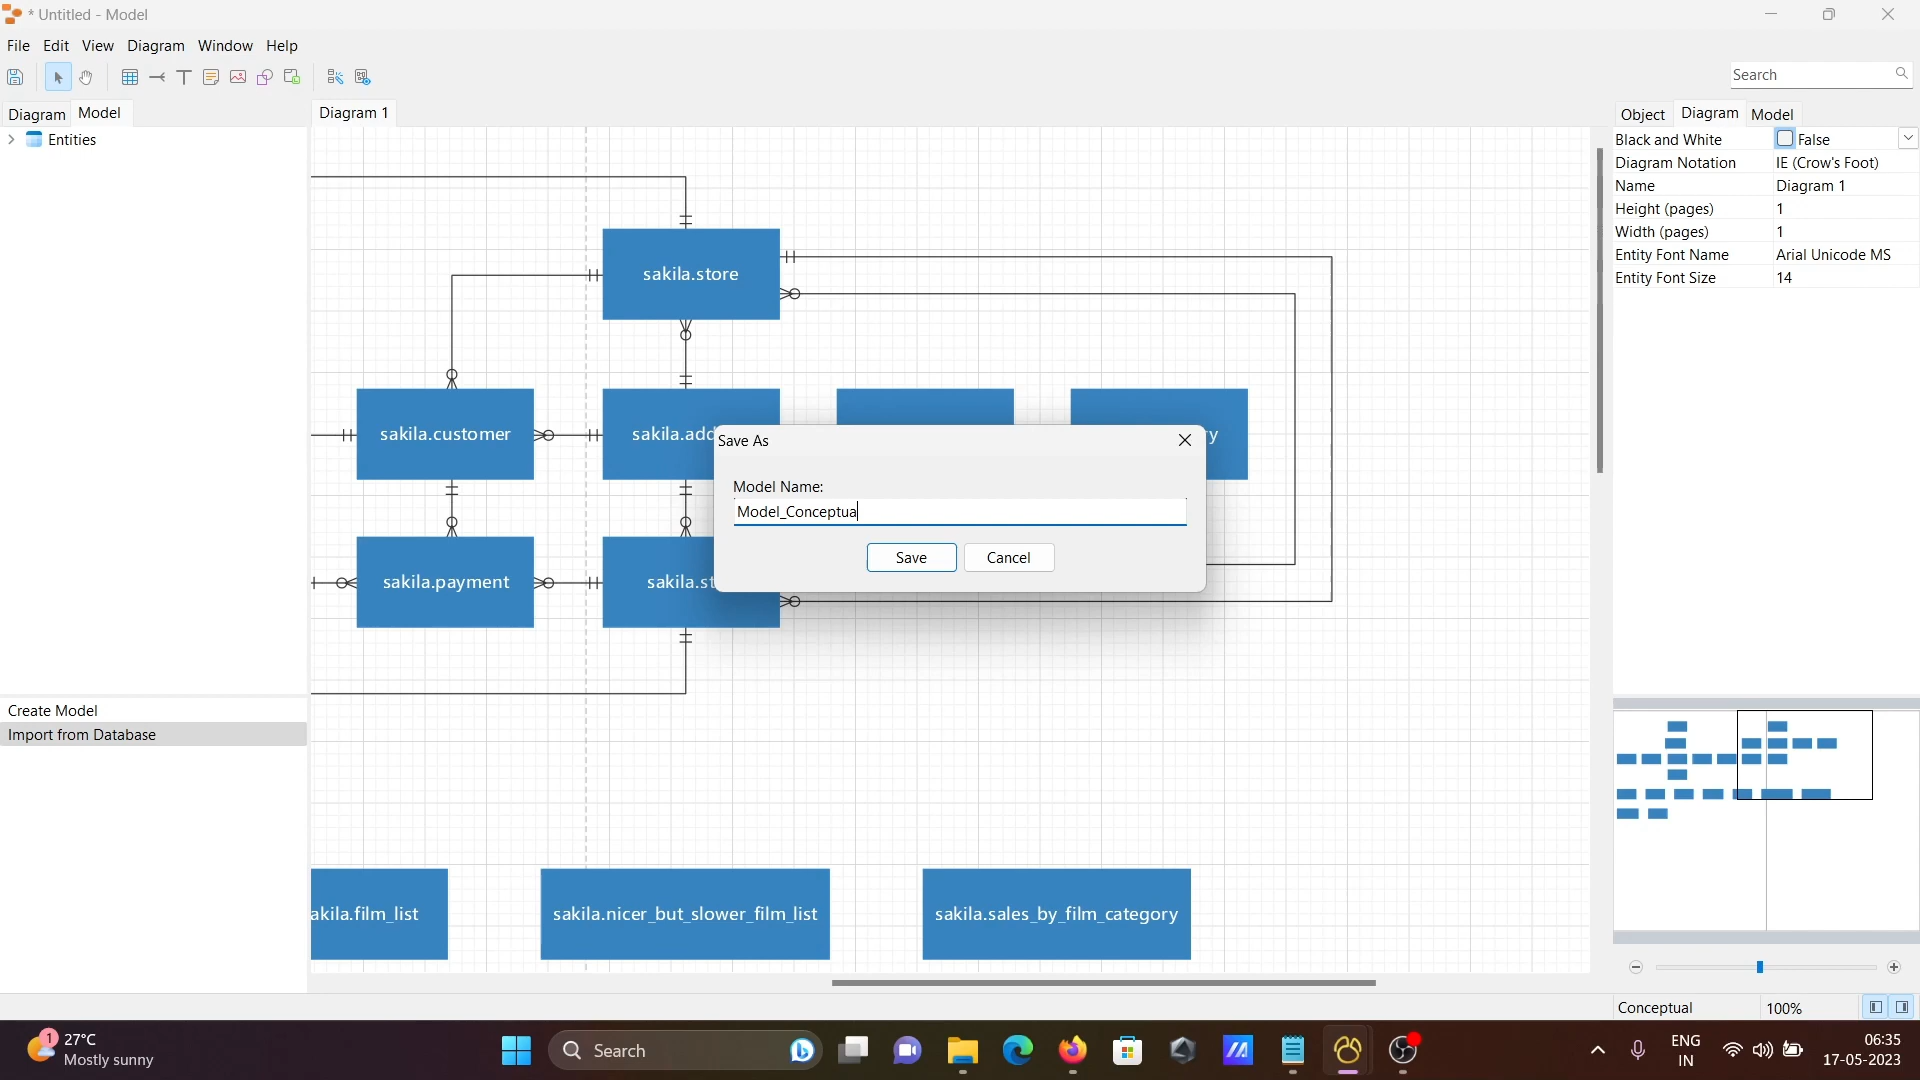 * Untitled - Model
File Edit View Diagram Window Help
Search
Diagram Model
Diagram 1
Object Diagram Model
Entities
Black and White False
Diagram Notation IE (Crow's Foot)
Name Diagram 1
Height (pages) 1
Width (pages) 1
Entity Font Name Arial Unicode MS
Entity Font Size 14
sakila.store
sakila.customer
sakila.add
ry
Save As
Model Name:
Model_Conceptua
Save Cancel
sakila.payment
sakila.st
Create Model
Import from Database
akila.film_list
sakila.nicer_but_slower_film_list
sakila.sales_by_film_category
Conceptual 100%
1
27°C
Mostly sunny
Search
ENG
IN
06:35
17-05-2023